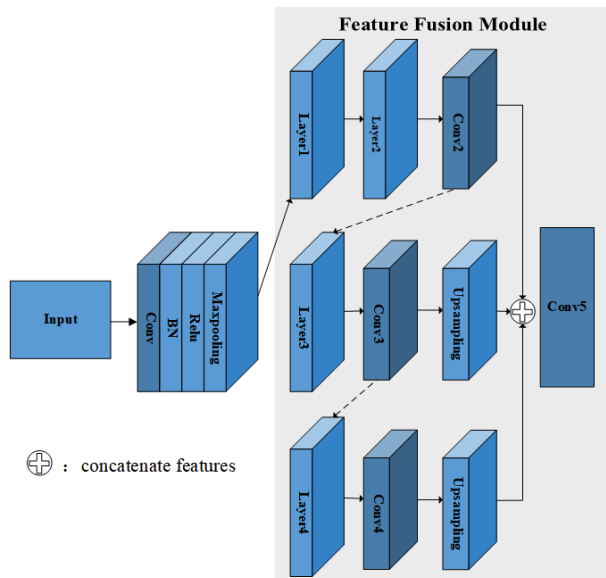 Feature Fusion Module
Layer1
Layer2
Conv2
Input
Conv
BN
Relu
Maxpooling
Layer3
Conv3
Upsampling
Conv5
Layer4
Conv4
Upsampling
: concatenate features